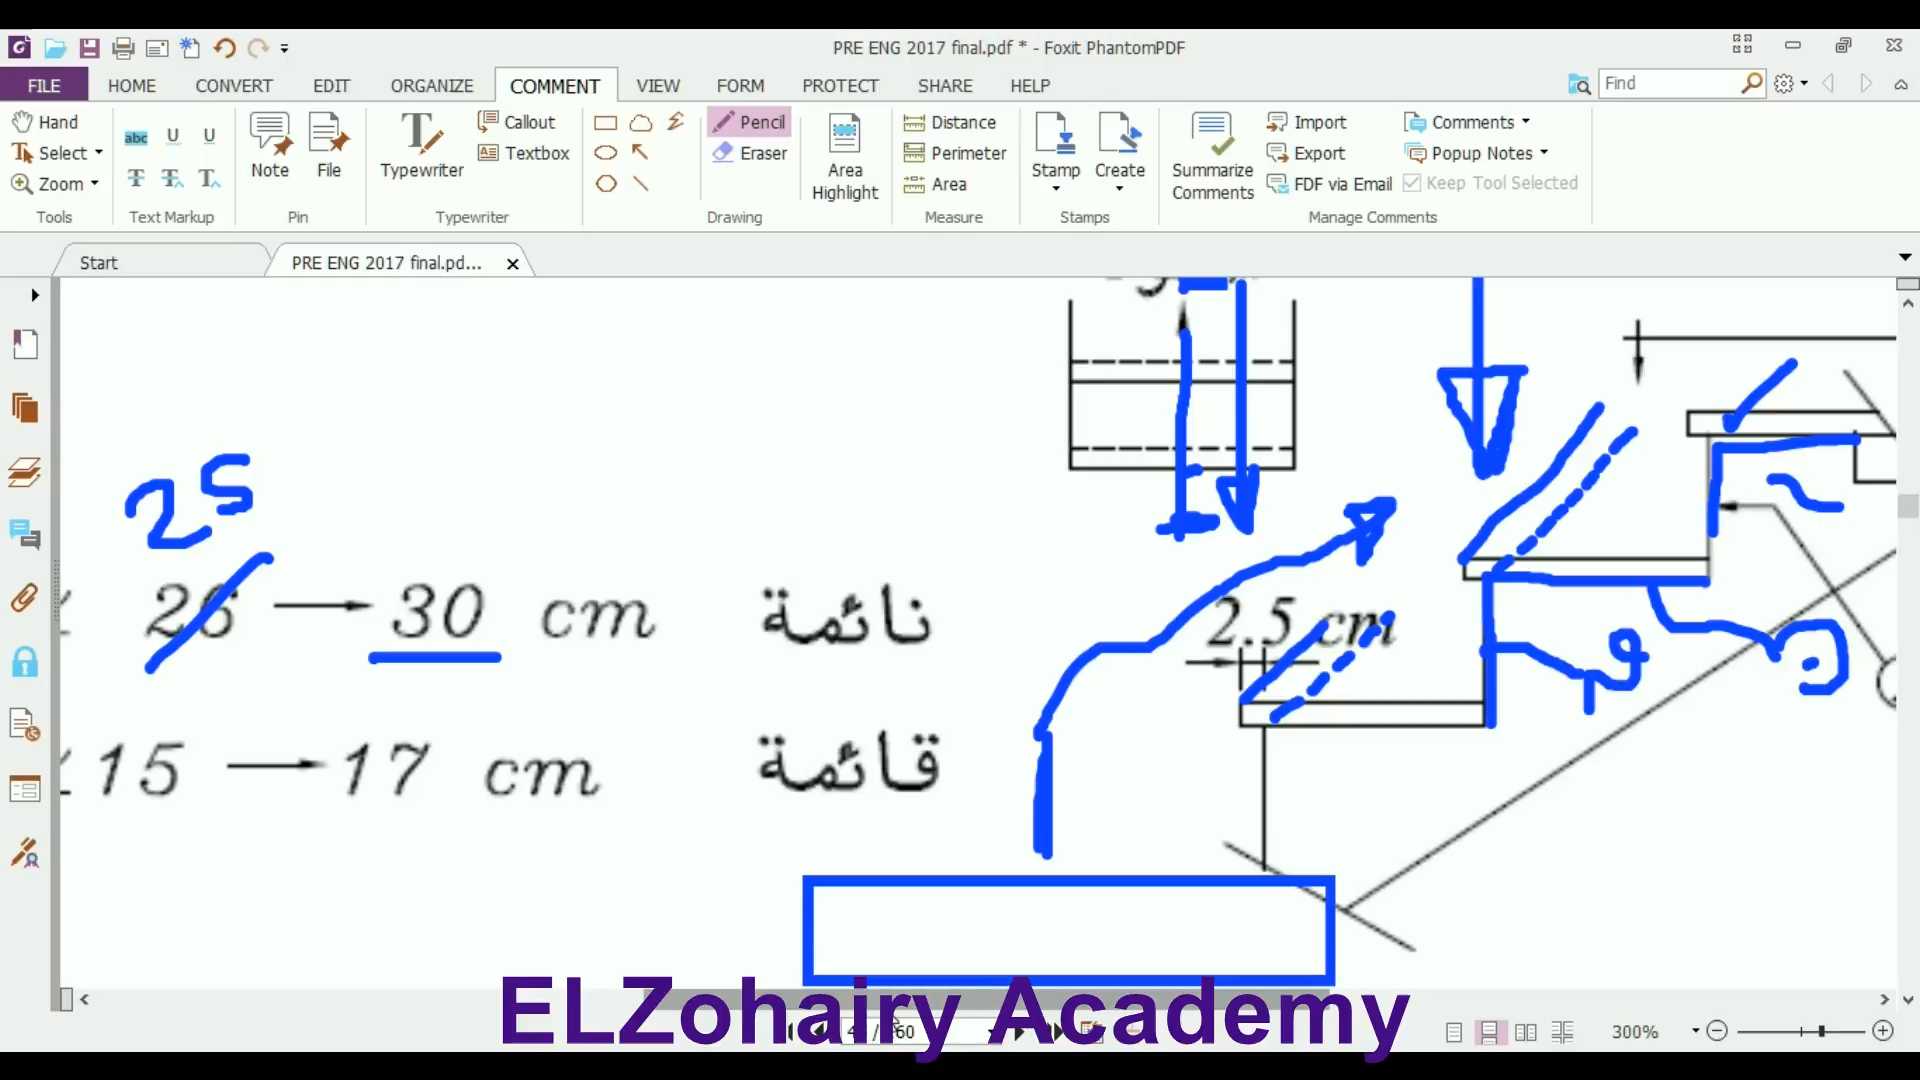 PRE ENG 2017 final.pdf * - Foxit PhantomPDF
FILE HOME CONVERT EDIT ORGANIZE COMMENT VIEW FORM PROTECT SHARE HELP Find
Hand
Select
Zoom
Tools
abc U U
T T T
Text Markup
Note File
Pin
Typewriter
Callout
Textbox
Typewriter
Pencil
Eraser
Area Highlight
Drawing
Distance
Perimeter
Area
Measure
Stamp Create
Stamps
Summarize Comments
Import
Export
FDF via Email
Comments
Popup Notes
Keep Tool Selected
Manage Comments
Start PRE ENG 2017 final.pd...
25
26 → 30 cm نائمة
15 → 17 cm قائمة
2.5 cm
ELZohairy Academy
300%